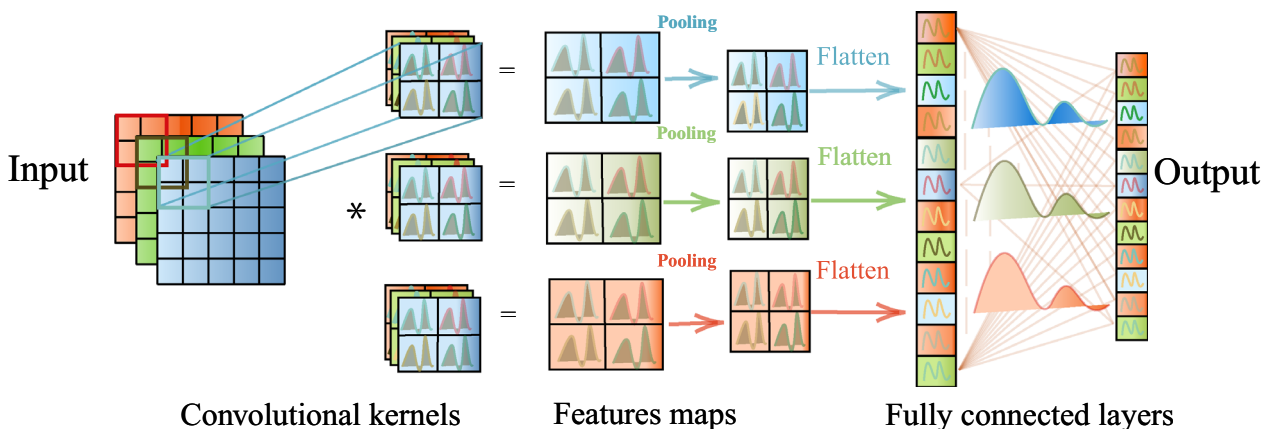 Pooling
Flatten
=
Pooling
Flatten
=
Input
Output
*
Pooling
Flatten
=
Convolutional kernels
Features maps
Fully connected layers